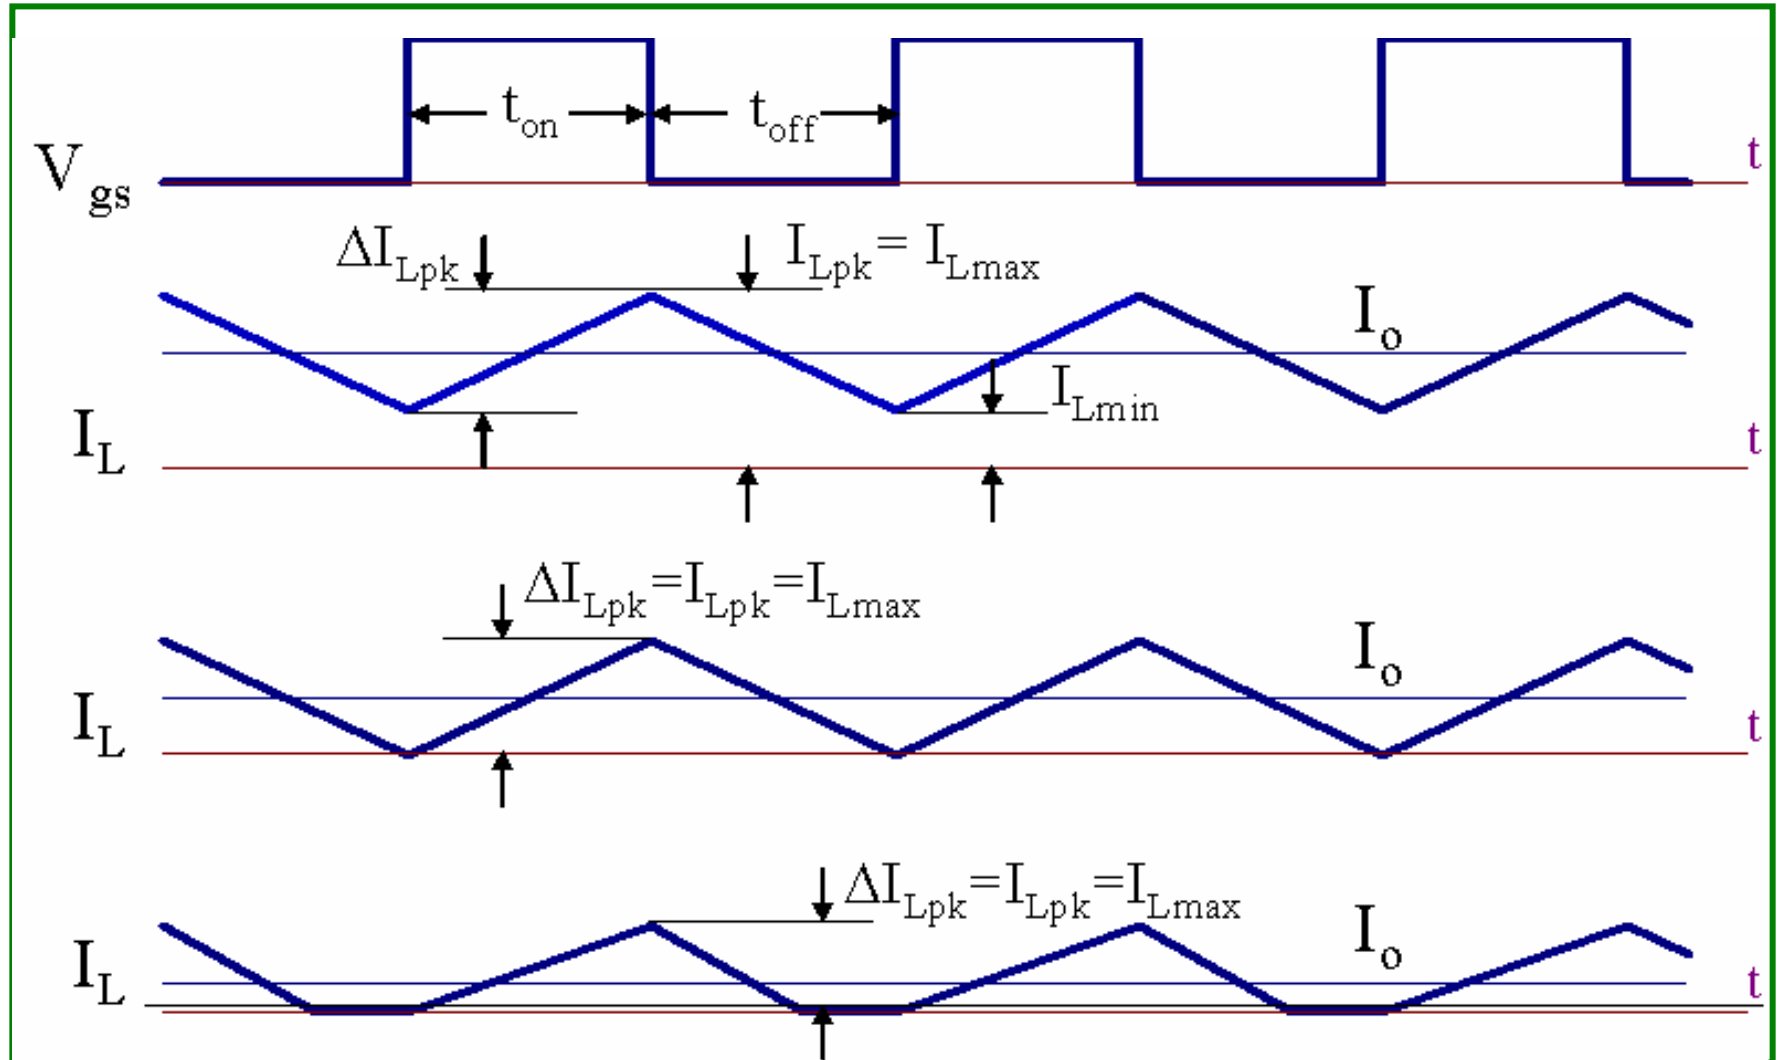 t_on t_off
V_gs t
ΔI_Lpk I_Lpk = I_Lmax
I_o
I_Lmin
I_L t
ΔI_Lpk=I_Lpk=I_Lmax
I_o
I_L t
ΔI_Lpk=I_Lpk=I_Lmax
I_o
I_L t